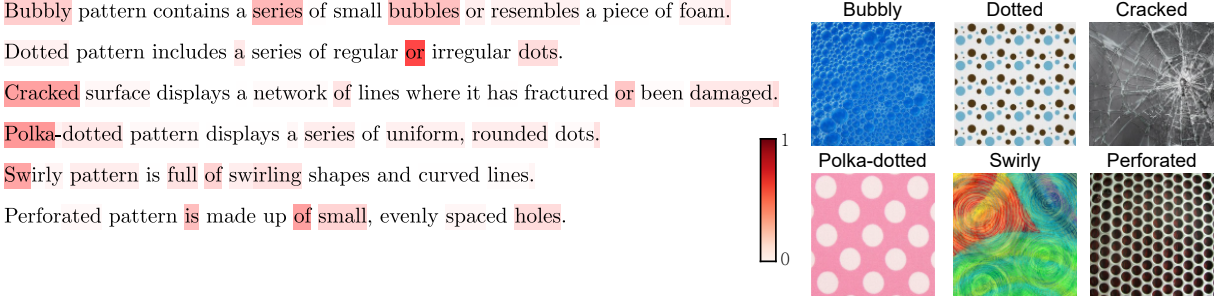 Bubbly pattern contains a series of small bubbles or resembles a piece of foam.
Dotted pattern includes a series of regular or irregular dots.
Cracked surface displays a network of lines where it has fractured or been damaged.
Polka-dotted pattern displays a series of uniform, rounded dots.
Swirly pattern is full of swirling shapes and curved lines.
Perforated pattern is made up of small, evenly spaced holes.
1
0
Bubbly Dotted Cracked
Polka-dotted Swirly Perforated